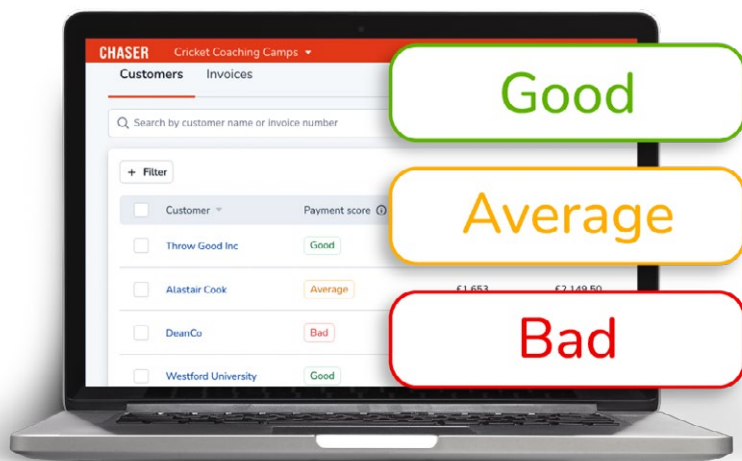 CHASER Cricket Coaching Camps
Customers Invoices
Search by customer name or invoice number
+ Filter
Customer Payment score
Throw Good Inc Good
Alastair Cook Average £1,653 £2,149.50
DeanCo Bad
Westford University Good
Good
Average
Bad